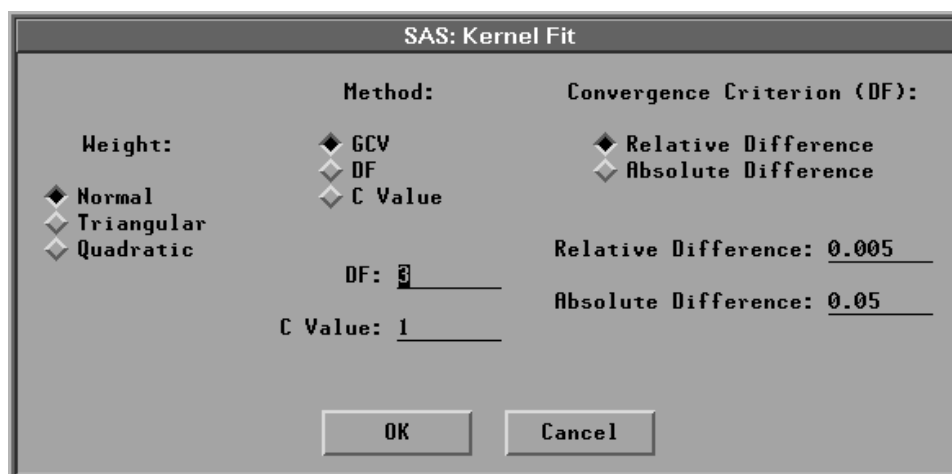 SAS: Kernel Fit
Method:
Convergence Criterion (DF):
Weight:
GCV
DF
C Value
Relative Difference
Absolute Difference
Normal
Triangular
Quadratic
DF: 3
C Value: 1
Relative Difference: 0.005
Absolute Difference: 0.05
OK
Cancel